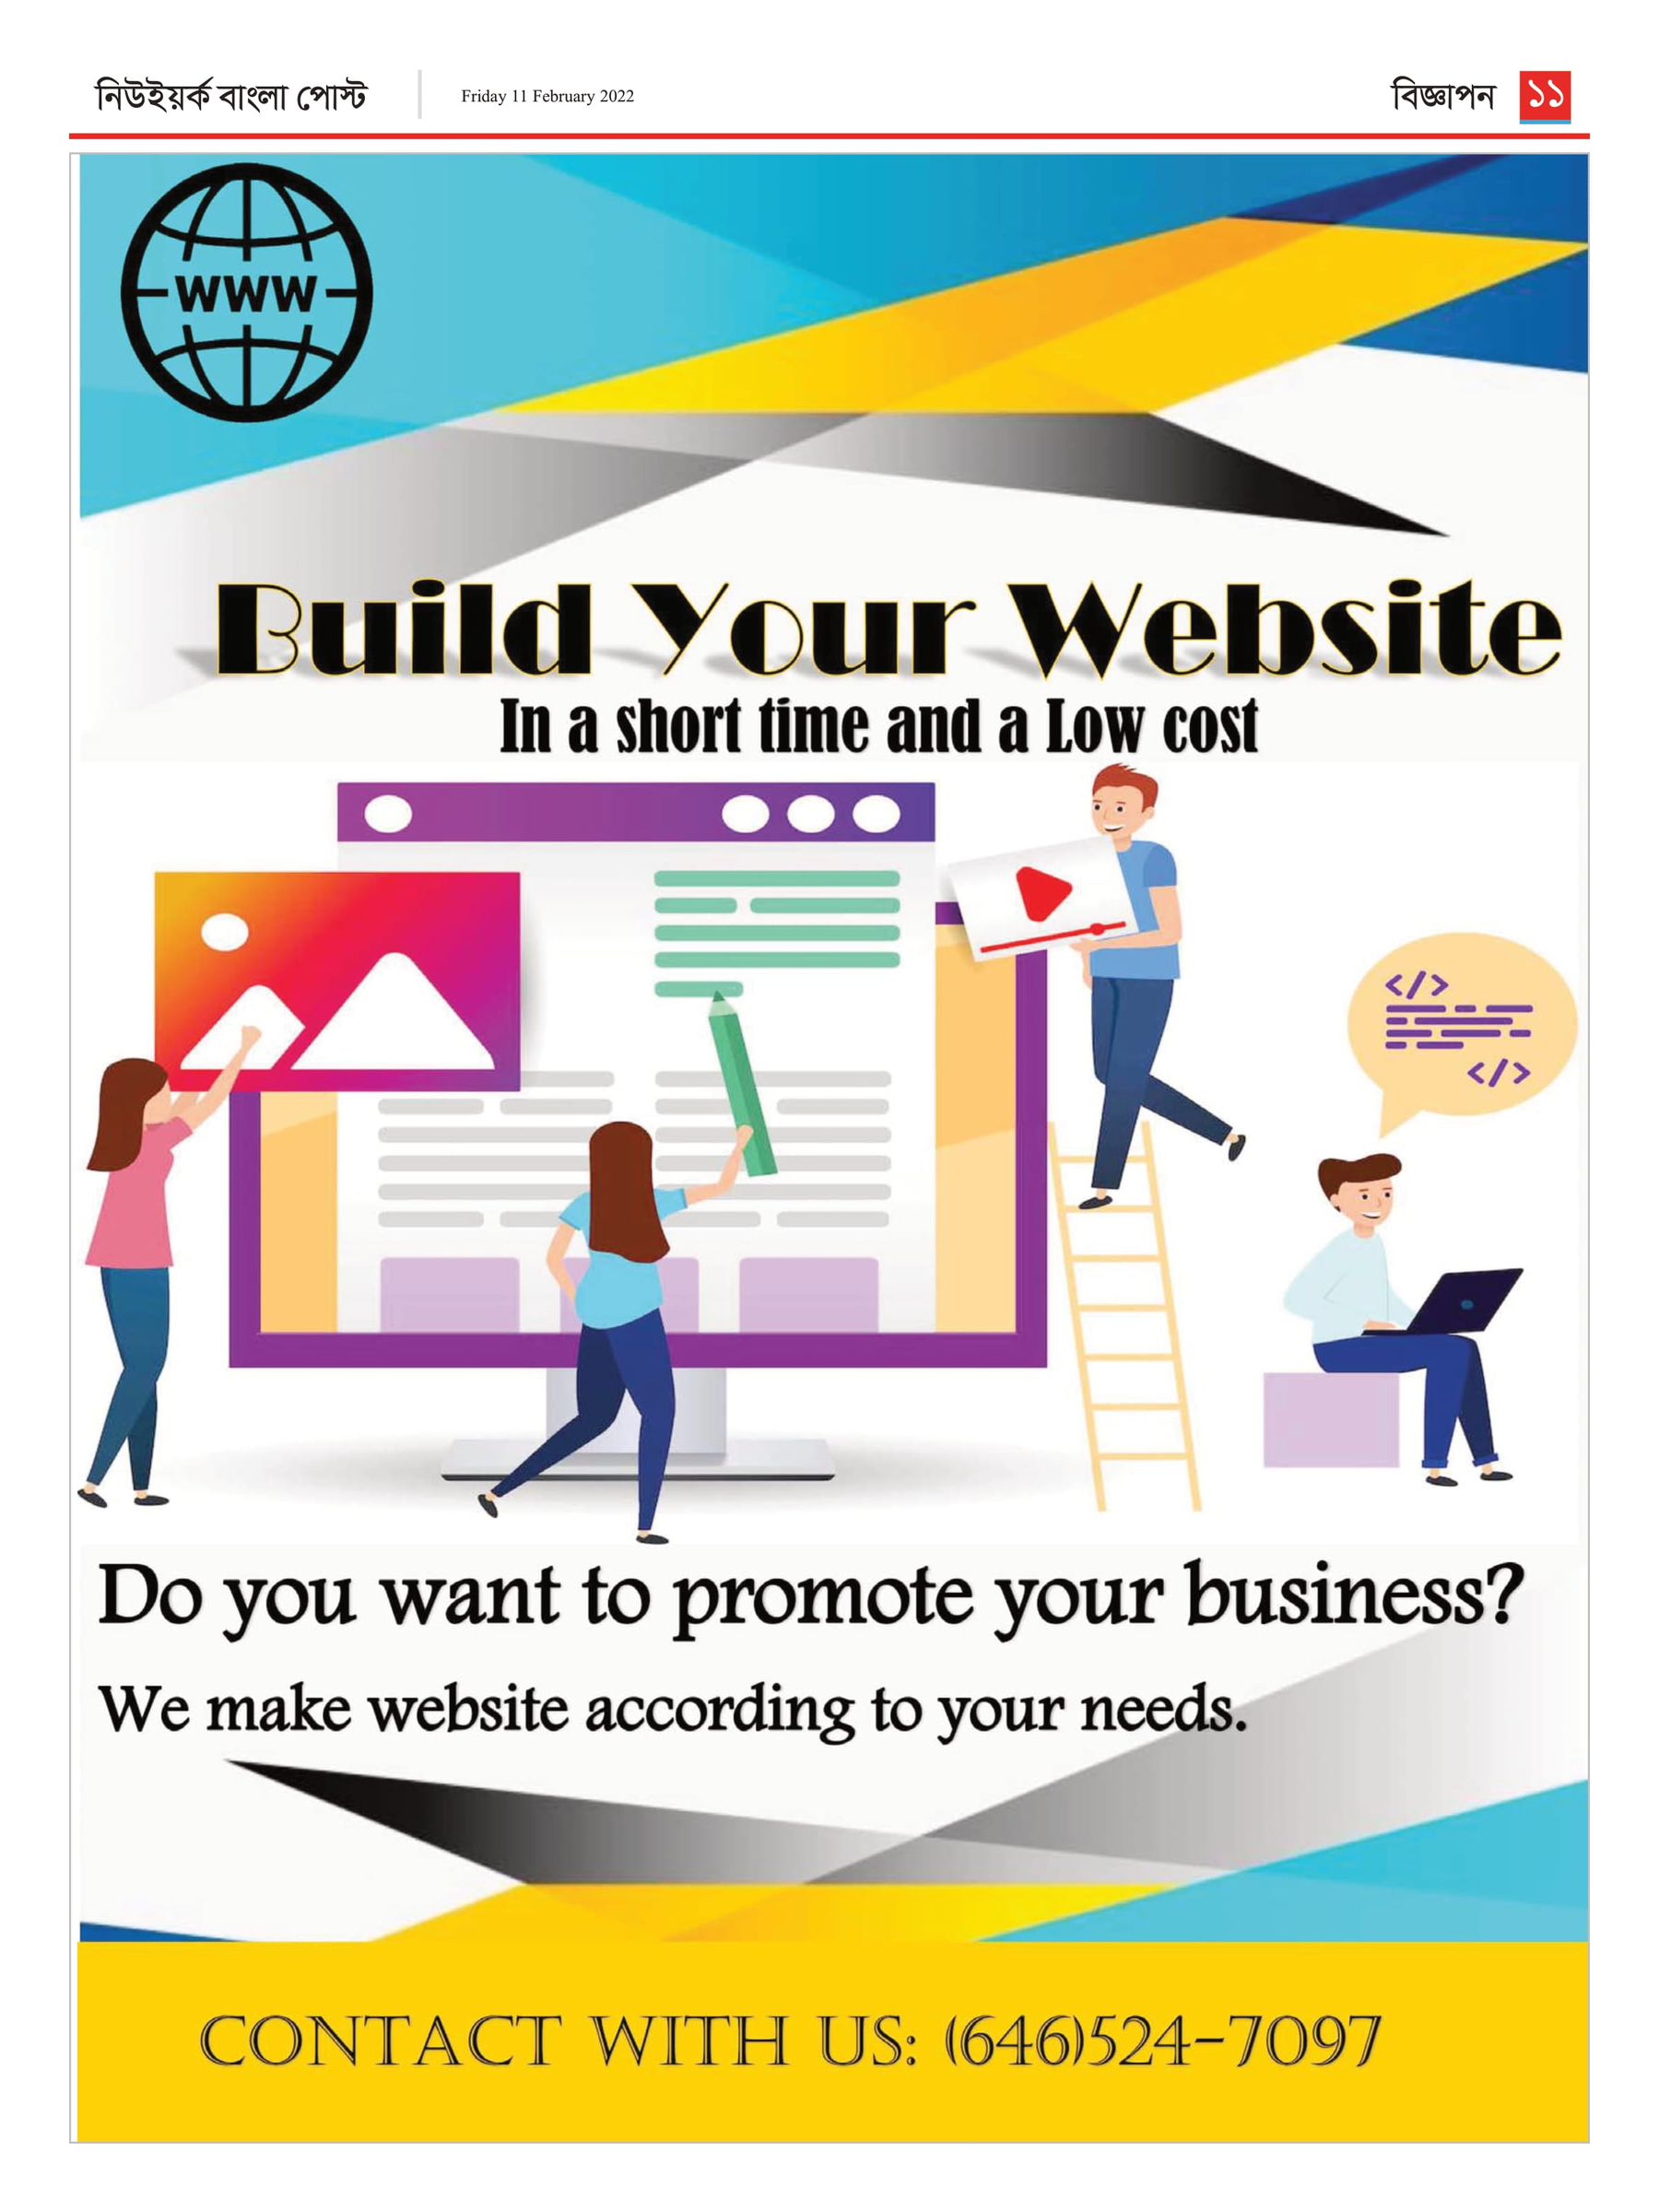 নিউইয়র্ক বাংলা পোস্ট
Friday 11 February 2022
বিজ্ঞাপন ১১
WWW
Build Your Website
In a short time and a Low cost
</>
</>
Do you want to promote your business?
We make website according to your needs.
CONTACT WITH US: (646)524-7097